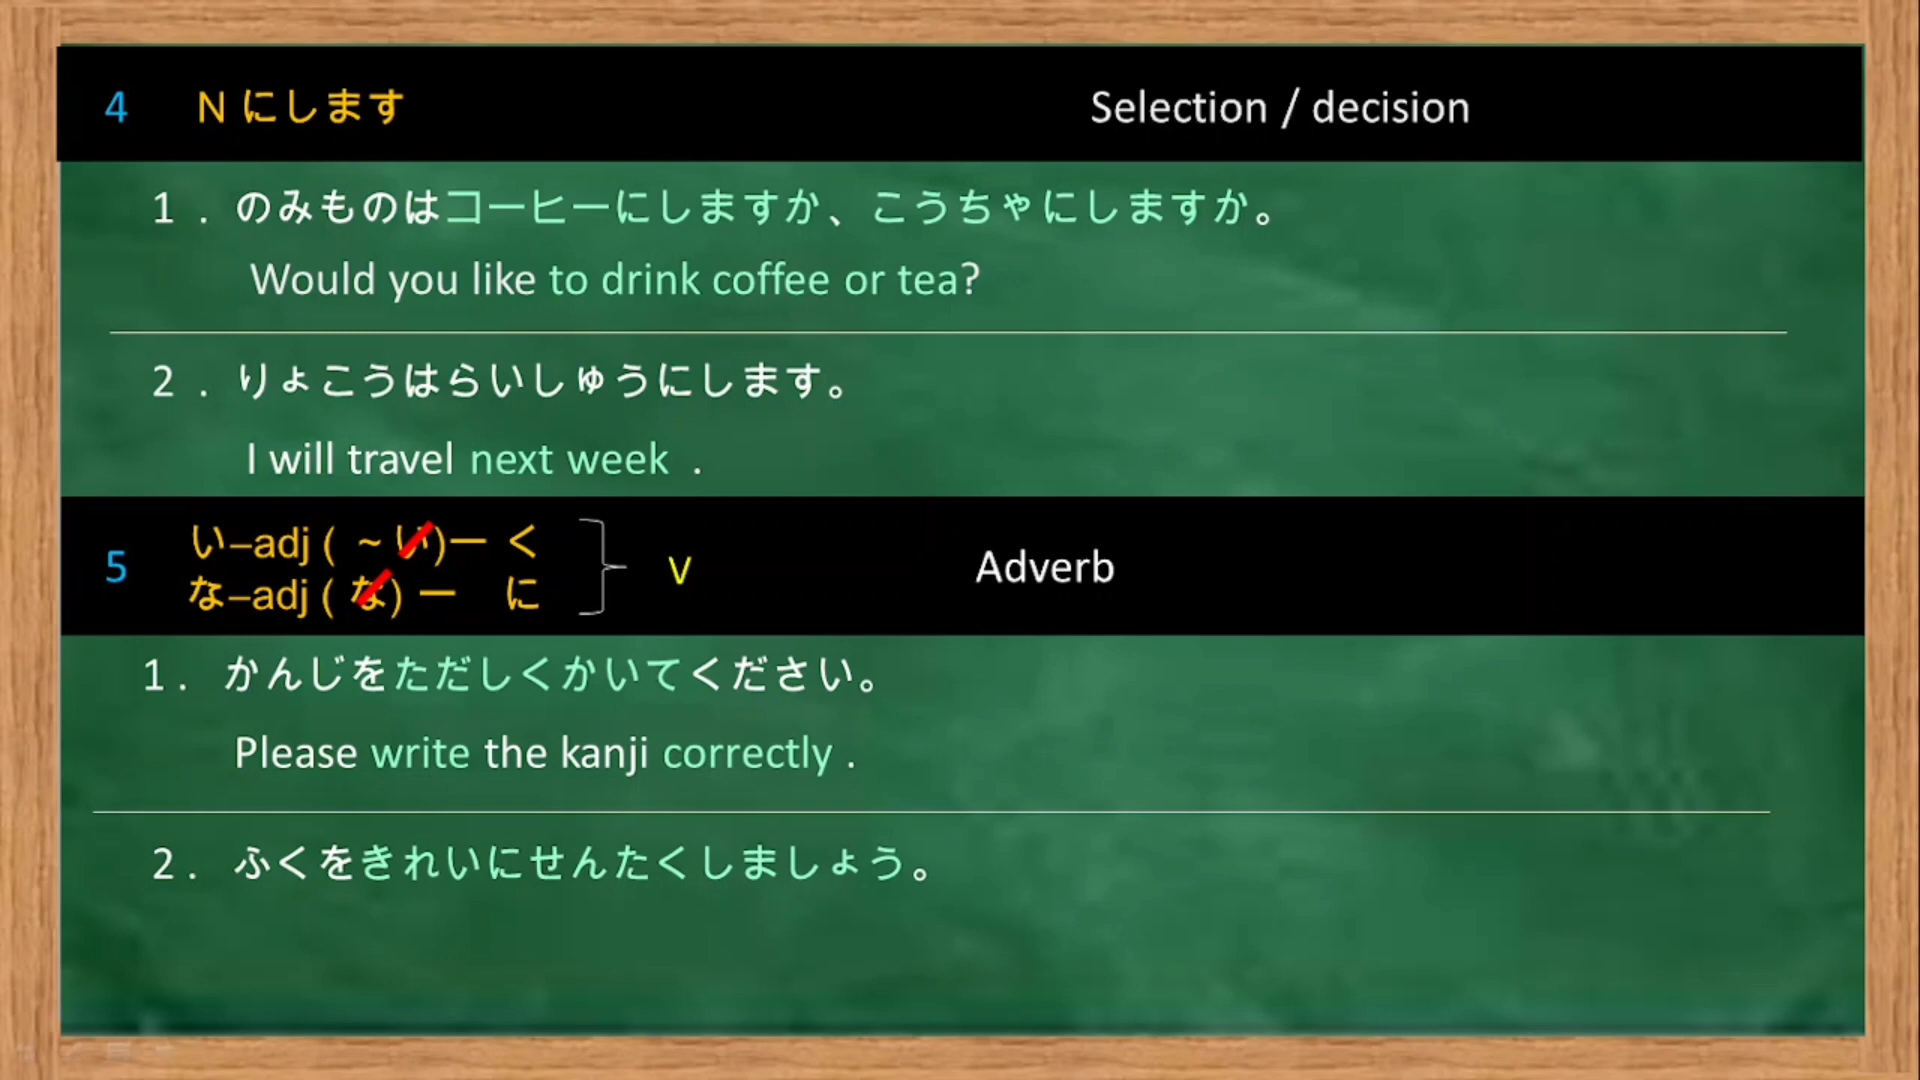 4 N にします Selection / decision
1 . のみものはコーヒーにしますか、こうちゃにしますか。
Would you like to drink coffee or tea?
2 . りょこうはらいしゅうにします。
I will travel next week .
5 い–adj ( ~ い)ー く
な–adj ( な) ー に
V Adverb
1 . かんじをただしくかいてください。
Please write the kanji correctly .
2 . ふくをきれいにせんたくしましょう。